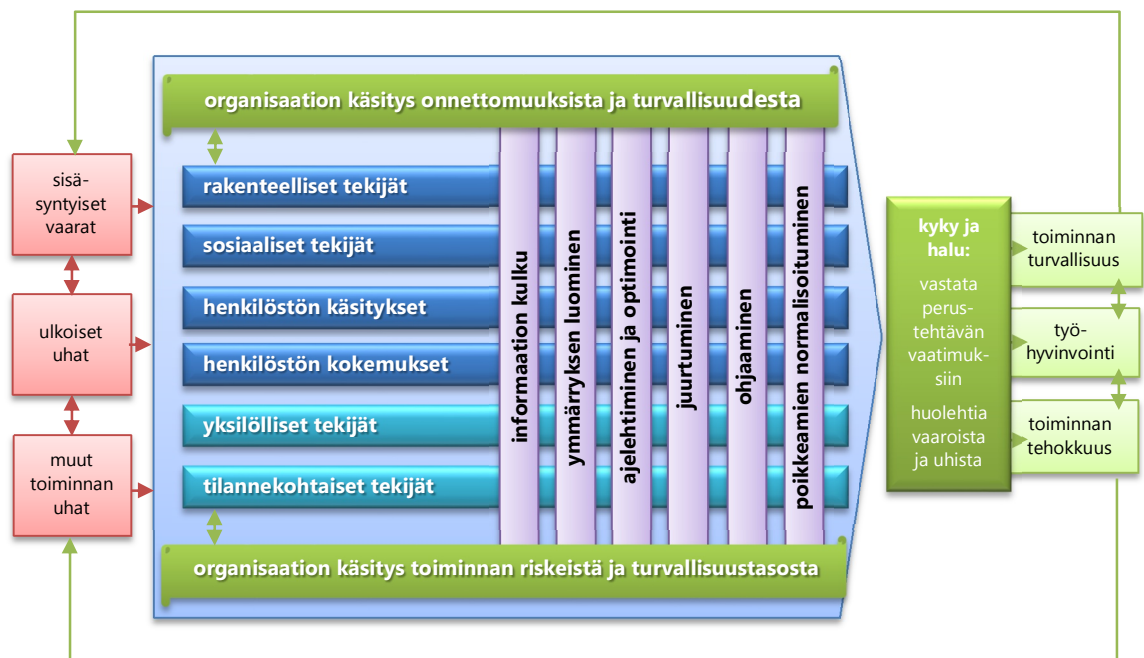 organisaation käsitys onnettomuuksista ja turvallisuudesta
sisä-
syntyiset
vaarat
ulkoiset
uhat
muut
toiminnan
uhat
rakenteelliset tekijät
sosiaaliset tekijät
henkilöstön käsitykset
henkilöstön kokemukset
yksilölliset tekijät
tilannekohtaiset tekijät
informaation kulku
ymmärryksen luominen
ajelehtiminen ja optimointi
juurtuminen
ohjaaminen
poikkeamien normalisoituminen
organisaation käsitys toiminnan riskeistä ja turvallisuustasosta
kyky ja
halu:
vastata
perus-
tehtävän
vaatimuk-
siin
huolehtia
vaaroista
ja uhista
toiminnan
turvallisuus
työ-
hyvinvointi
toiminnan
tehokkuus